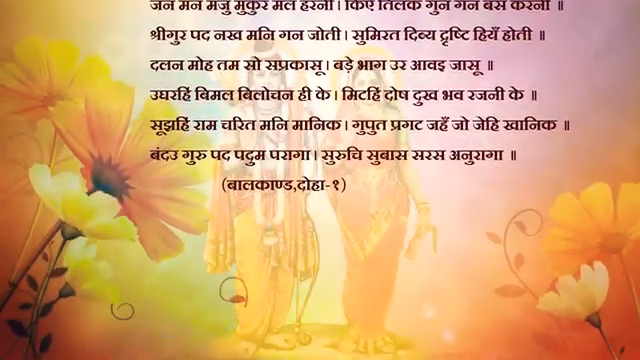 जन मन मंजु मुकुर मल हरनी। किएँ तिलक गुन गन बस करनी ॥
श्रीगुर पद नख मनि गन जोती। सुमिरत दिब्य दृष्टि हियँ होती ॥
दलन मोह तम सो सप्रकासू। बड़े भाग उर आवइ जासू ॥
उघरहिं बिमल बिलोचन ही के। मिटहिं दोष दुख भव रजनी के ॥
सूझहिं राम चरित मनि मानिक। गुपुत प्रगट जहँ जो जेहि खानिक ॥
बंदउ गुरु पद पदुम परागा। सुरुचि सुबास सरस अनुरागा ॥
(बालकाण्ड,दोहा-१)